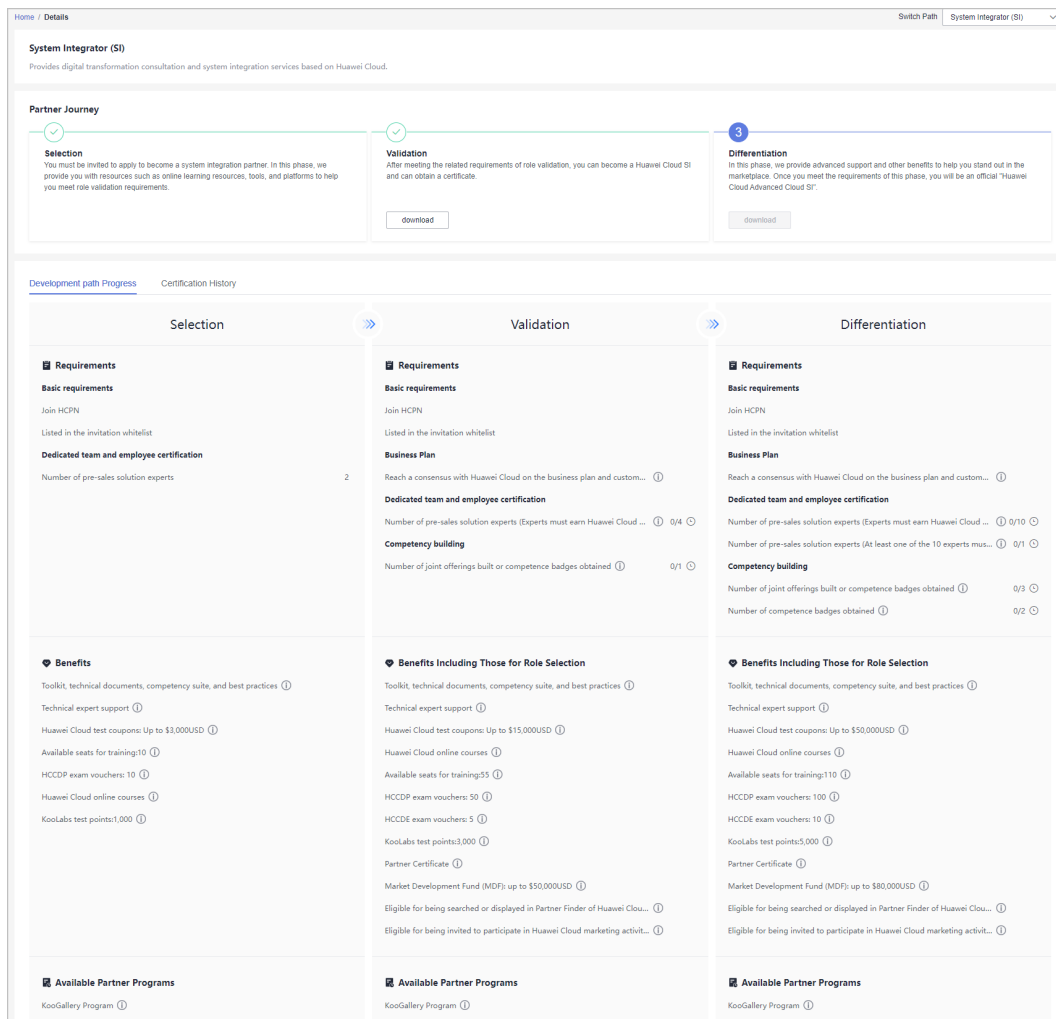 Home / Details
Switch Path System Integrator (SI)
System Integrator (SI)
Provides digital transformation consultation and system integration services based on Huawei Cloud.
Partner Journey
3
Selection
You must be invited to apply to become a system integration partner. In this phase, we
provide you with resources such as online learning resources, tools, and platforms to help
you meet role validation requirements.
Validation
After meeting the related requirements of role validation, you can become a Huawei Cloud SI
and can obtain a certificate.
download
Differentiation
In this phase, we provide advanced support and other benefits to help you stand out in the
marketplace. Once you meet the requirements of this phase, you will be an official "Huawei
Cloud Advanced Cloud SI".
download
Development path Progress
Certification History
Selection
Validation
Differentiation
Requirements
Basic requirements
Join HCPN
Listed in the invitation whitelist
Dedicated team and employee certification
Number of pre-sales solution experts 2
Requirements
Basic requirements
Join HCPN
Listed in the invitation whitelist
Business Plan
Reach a consensus with Huawei Cloud on the business plan and custom...
Dedicated team and employee certification
Number of pre-sales solution experts (Experts must earn Huawei Cloud ... 0/4
Competency building
Number of joint offerings built or competence badges obtained 0/1
Requirements
Basic requirements
Join HCPN
Listed in the invitation whitelist
Business Plan
Reach a consensus with Huawei Cloud on the business plan and custom...
Dedicated team and employee certification
Number of pre-sales solution experts (Experts must earn Huawei Cloud ... 0/10
Number of pre-sales solution experts (At least one of the 10 experts mus... 0/1
Competency building
Number of joint offerings built or competence badges obtained 0/3
Number of competence badges obtained 0/2
Benefits
Toolkit, technical documents, competency suite, and best practices
Technical expert support
Huawei Cloud test coupons: Up to $3,000USD
Available seats for training:10
HCCDP exam vouchers: 10
Huawei Cloud online courses
KooLabs test points:1,000
Benefits Including Those for Role Selection
Toolkit, technical documents, competency suite, and best practices
Technical expert support
Huawei Cloud test coupons: Up to $15,000USD
Huawei Cloud online courses
Available seats for training:55
HCCDP exam vouchers: 50
HCCDE exam vouchers: 5
KooLabs test points:3,000
Partner Certificate
Market Development Fund (MDF): up to $50,000USD
Eligible for being searched or displayed in Partner Finder of Huawei Clou...
Eligible for being invited to participate in Huawei Cloud marketing activit...
Benefits Including Those for Role Selection
Toolkit, technical documents, competency suite, and best practices
Technical expert support
Huawei Cloud test coupons: Up to $50,000USD
Huawei Cloud online courses
Available seats for training:110
HCCDP exam vouchers: 100
HCCDE exam vouchers: 10
KooLabs test points:5,000
Partner Certificate
Market Development Fund (MDF): up to $80,000USD
Eligible for being searched or displayed in Partner Finder of Huawei Clou...
Eligible for being invited to participate in Huawei Cloud marketing activit...
Available Partner Programs
KooGallery Program
Available Partner Programs
KooGallery Program
Available Partner Programs
KooGallery Program